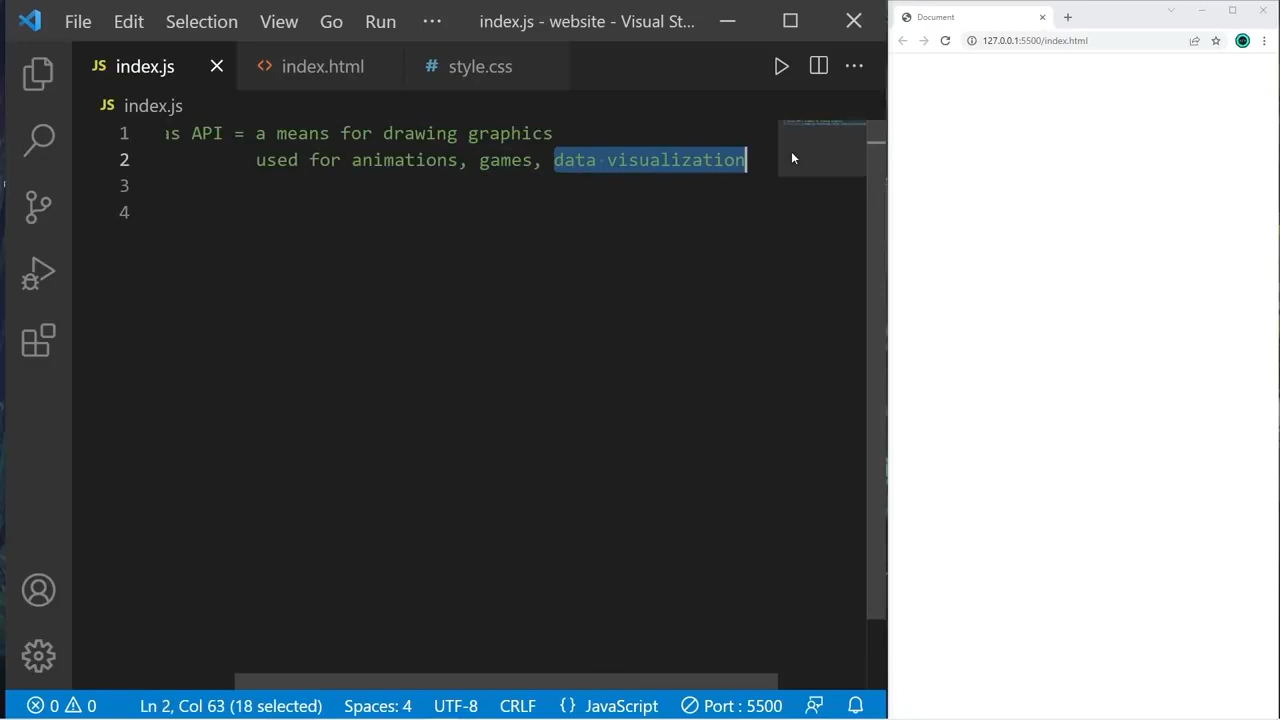 File Edit Selection View Go Run ··· index.js - website - Visual St...
JS index.js index.html # style.css
JS index.js
1 as API = a means for drawing graphics
2 used for animations, games, data visualization
3
4
0 0 Ln 2, Col 63 (18 selected) Spaces: 4 UTF-8 CRLF {} JavaScript Port : 5500
Document
127.0.0.1:5500/index.html